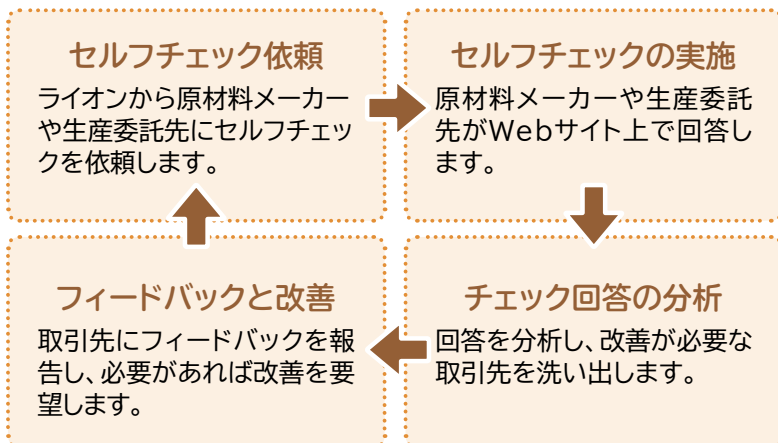 セルフチェック依頼
ライオンから原材料メーカー
や生産委託先にセルフチェッ
クを依頼します。
セルフチェックの実施
原材料メーカーや生産委託
先がWebサイト上で回答し
ます。
チェック回答の分析
回答を分析し、改善が必要な
取引先を洗い出します。
フィードバックと改善
取引先にフィードバックを報
告し、必要があれば改善を要
望します。